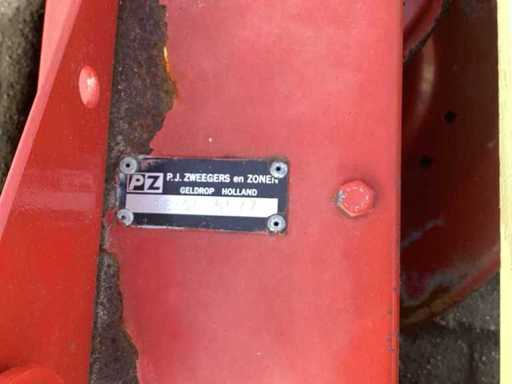 PZ P.J. ZWEEGERS en ZONEN
GELDROP HOLLAND